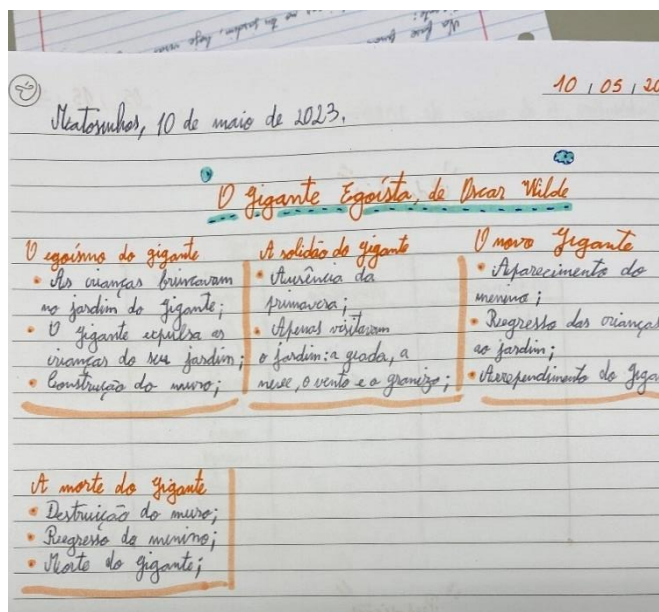 10 / 05 / 20
Matosinhos, 10 de maio de 2023.
O Gigante Egoísta, de Oscar Wilde
O egoísmo do gigante
• As crianças brincavam
no jardim do Gigante;
• O Gigante expulsa as
crianças do seu jardim;
• Construção do muro;
A solidão do gigante
• Ausência da
primavera;
• Apenas visitavam
o jardim: a geada, a
neve, o vento e o granizo;
O novo Gigante
• Aparecimento do
menino;
• Regresso das crianças
ao jardim;
• Arrependimento do Giga
A morte do gigante
• Destruição do muro;
• Regresso do menino;
• Morte do Gigante;